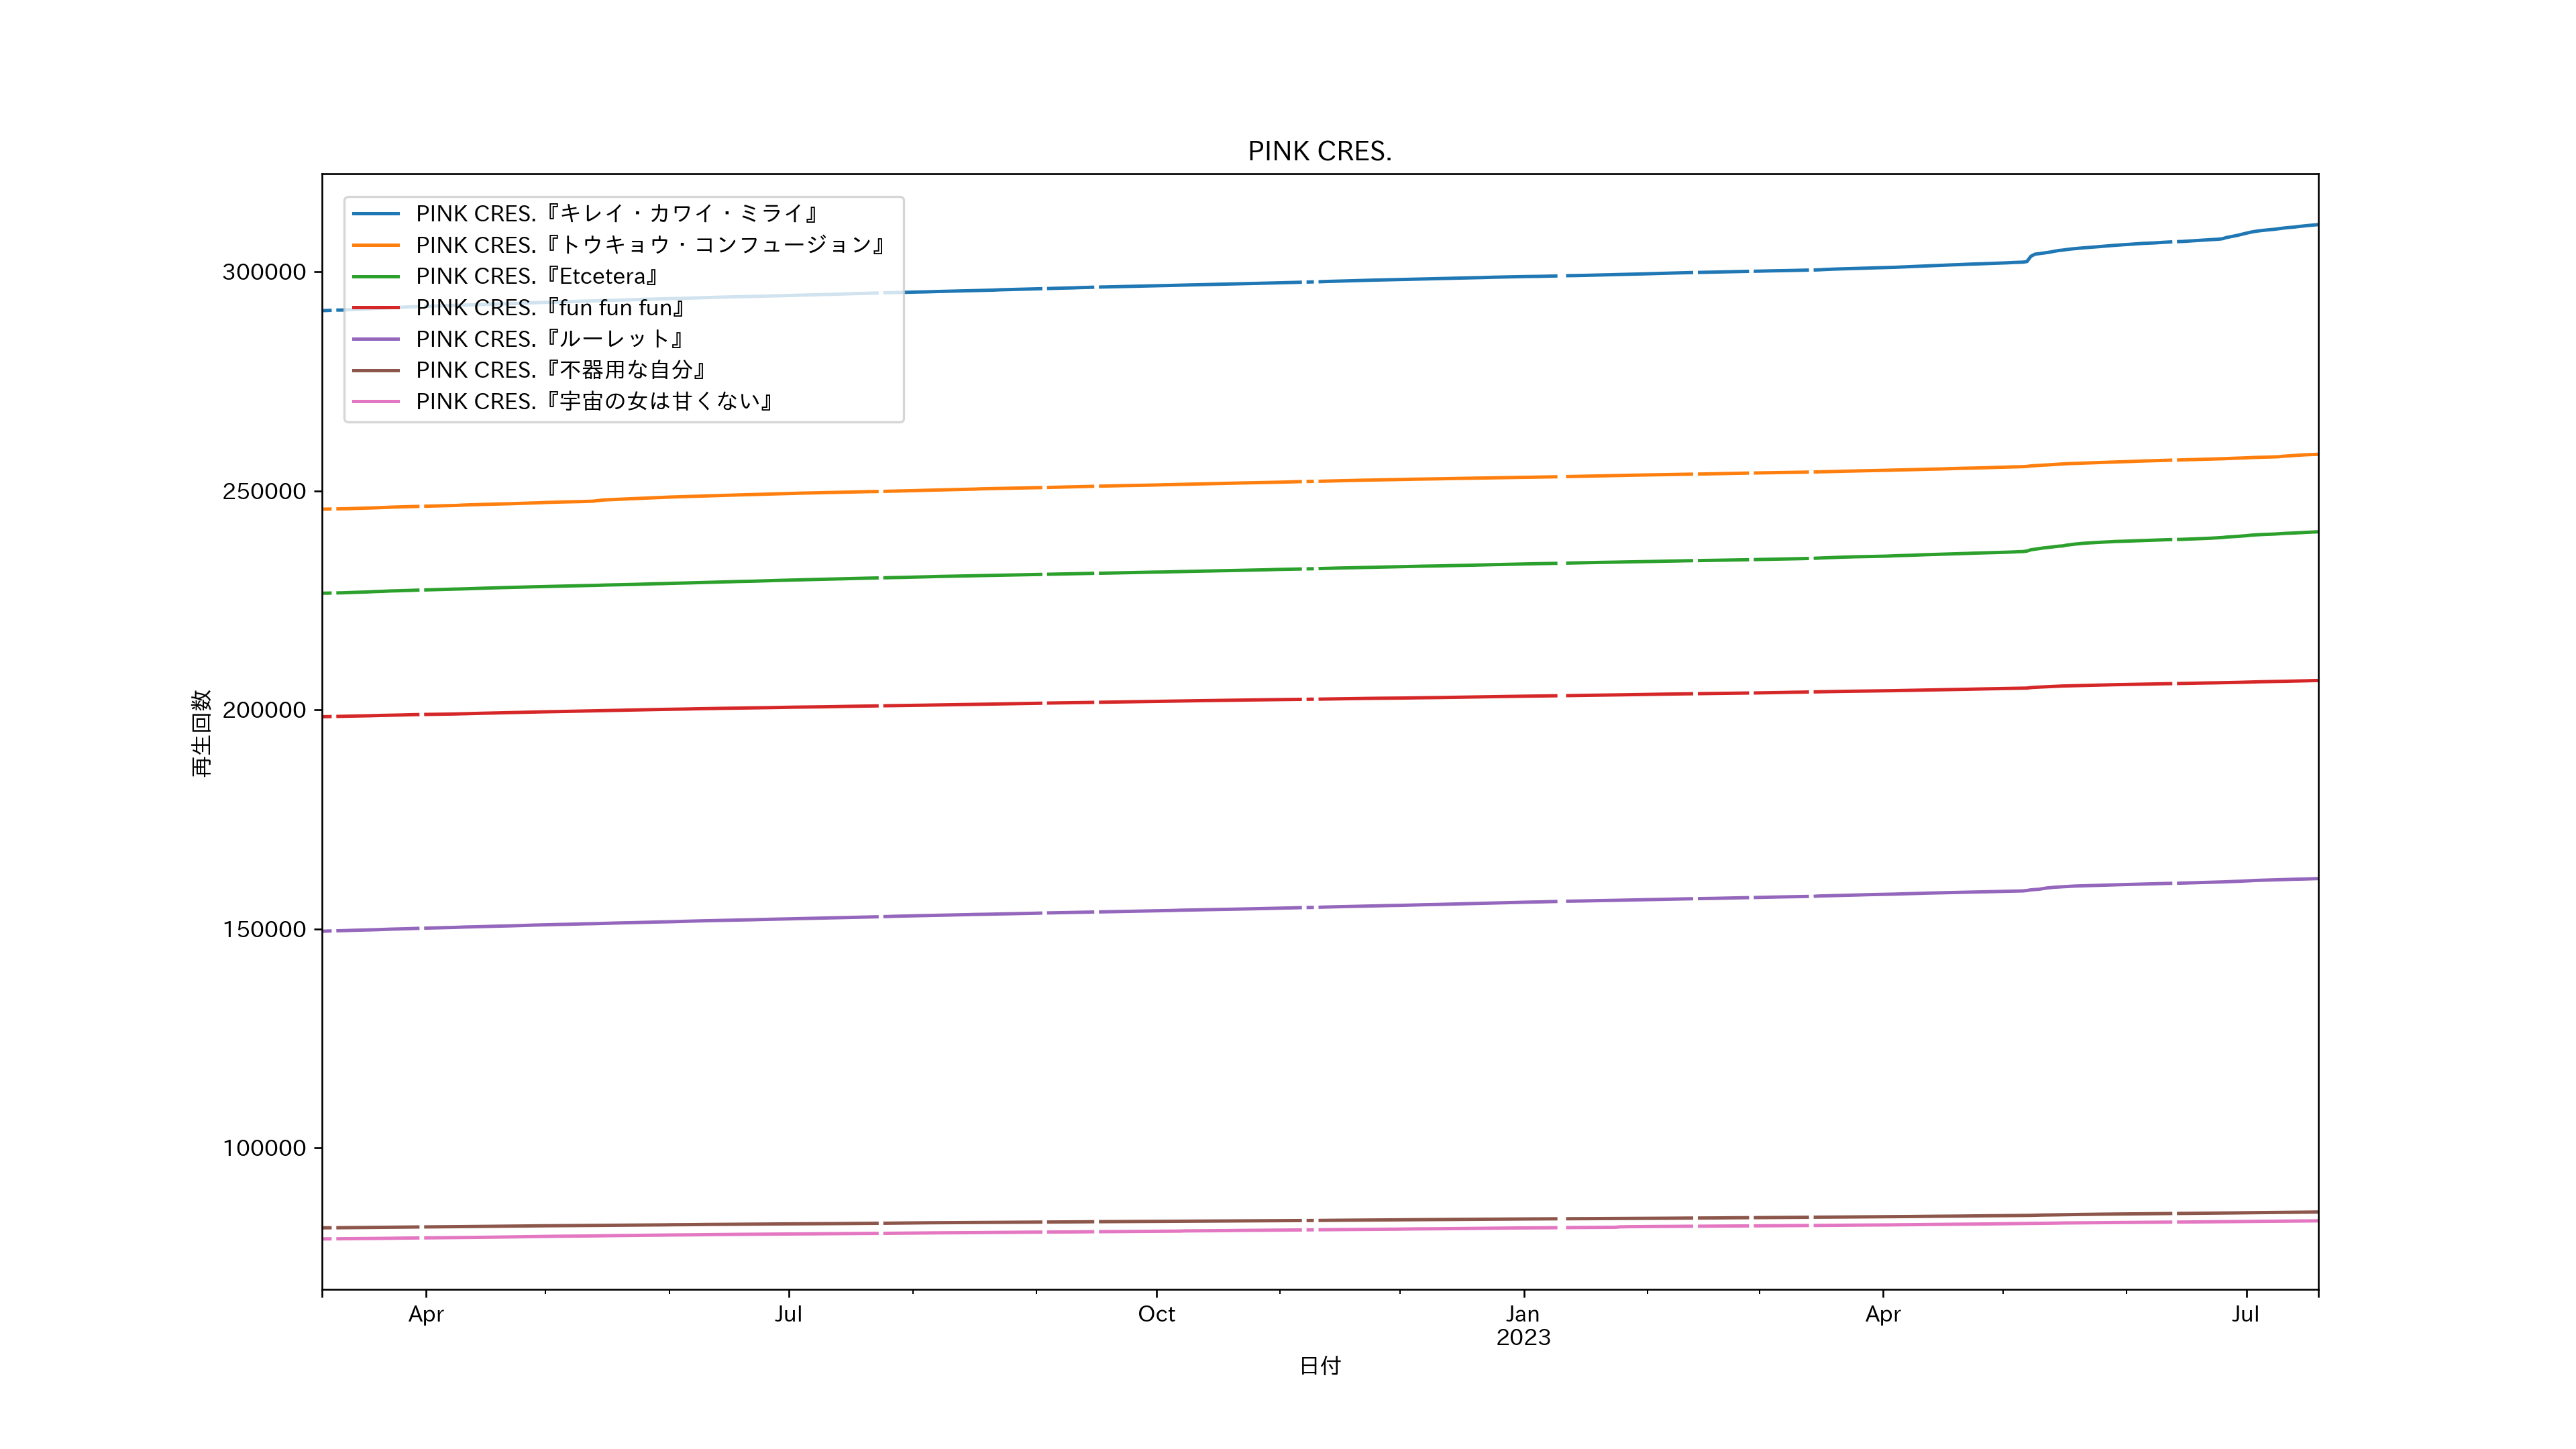 PINK CRES.
PINK CRES.『キレイ・カワイ・ミライ』
PINK CRES.『トウキョウ・コンフュージョン』
PINK CRES.『Etcetera』
PINK CRES.『fun fun fun』
PINK CRES.『ルーレット』
PINK CRES.『不器用な自分』
PINK CRES.『宇宙の女は甘くない』
300000
250000
200000
150000
100000
再生回数
Apr
Jul
Oct
Jan
2023
Apr
Jul
日付